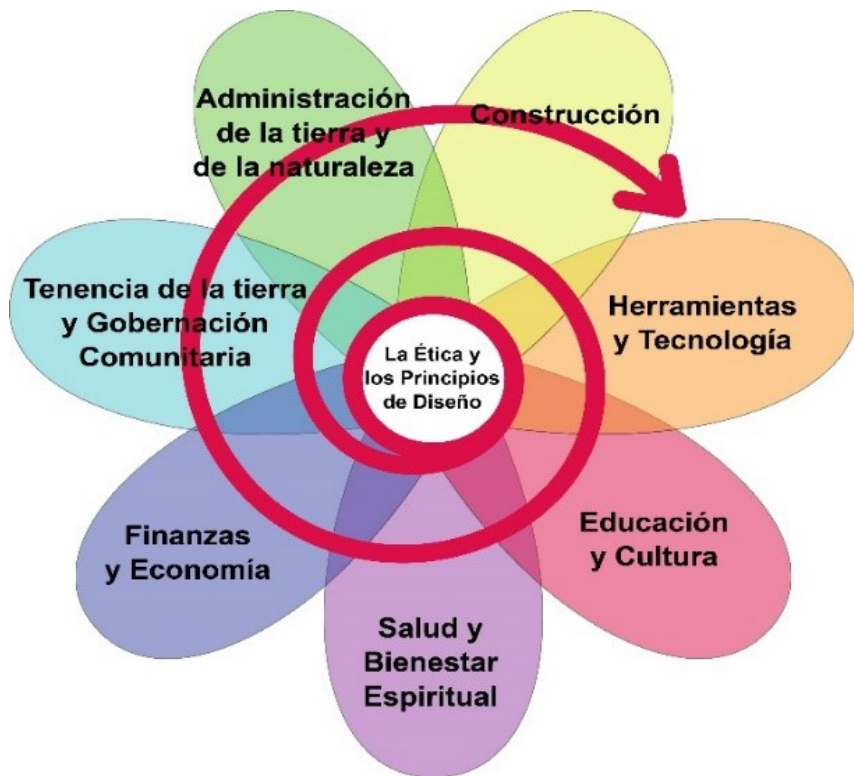 Administración
de la tierra y
de la naturaleza
Construcción
Herramientas
y Tecnología
Educación
y Cultura
Salud y
Bienestar
Espiritual
Finanzas
y Economía
Tenencia de la tierra
y Gobernación
Comunitaria
La Ética y
los Principios
de Diseño